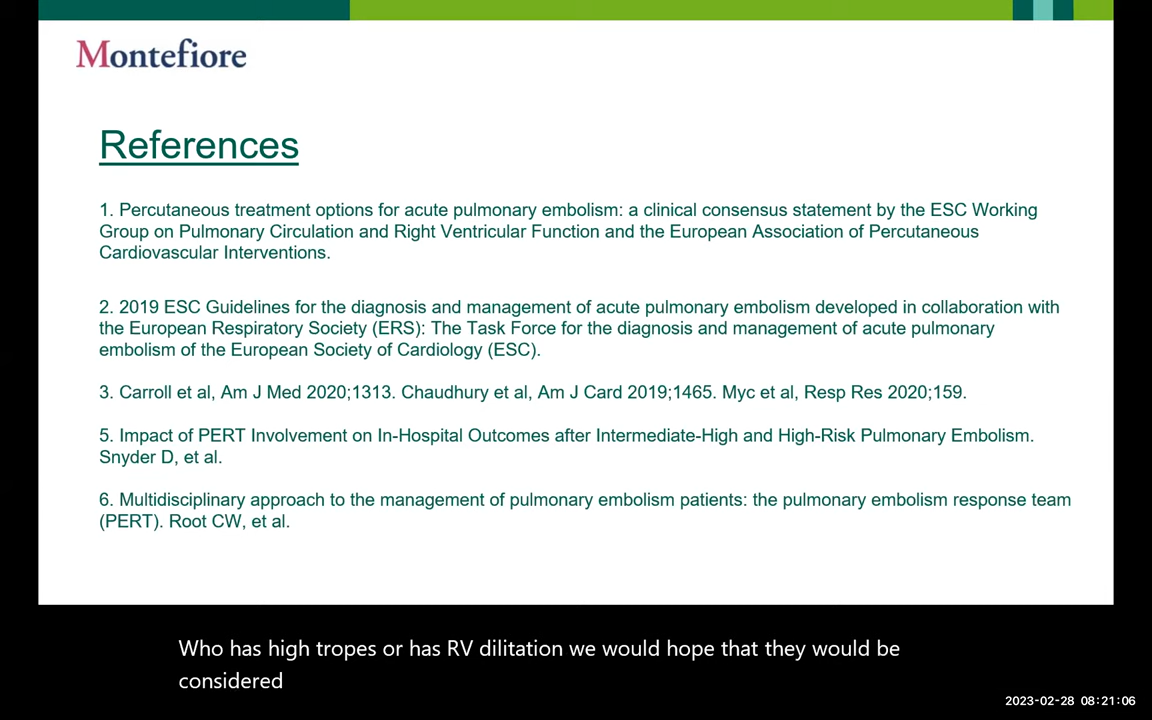 Montefiore
References
1. Percutaneous treatment options for acute pulmonary embolism: a clinical consensus statement by the ESC Working
Group on Pulmonary Circulation and Right Ventricular Function and the European Association of Percutaneous
Cardiovascular Interventions.
2. 2019 ESC Guidelines for the diagnosis and management of acute pulmonary embolism developed in collaboration with
the European Respiratory Society (ERS): The Task Force for the diagnosis and management of acute pulmonary
embolism of the European Society of Cardiology (ESC).
3. Carroll et al, Am J Med 2020;1313. Chaudhury et al, Am J Card 2019;1465. Myc et al, Resp Res 2020;159.
5. Impact of PERT Involvement on In-Hospital Outcomes after Intermediate-High and High-Risk Pulmonary Embolism.
Snyder D, et al.
6. Multidisciplinary approach to the management of pulmonary embolism patients: the pulmonary embolism response team
(PERT). Root CW, et al.
Who has high tropes or has RV dilitation we would hope that they would be
considered
2023-02-28 08:21:06